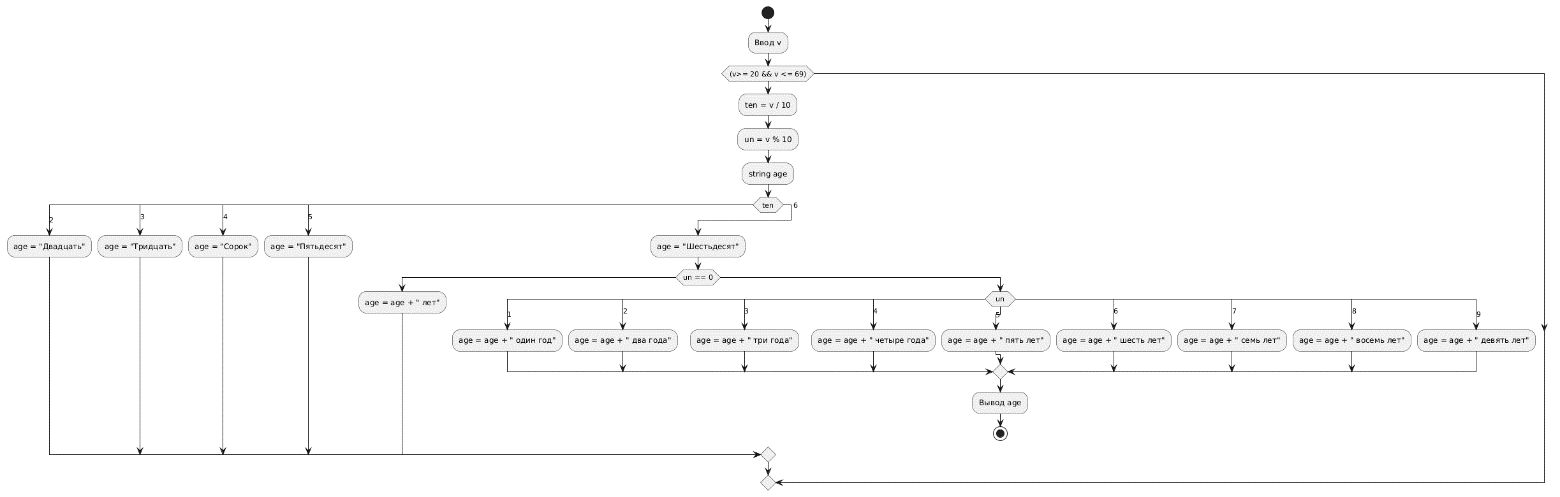 Ввод v
(v>= 20 && v <= 69)
ten = v / 10
un = v % 10
string age
ten
6
2
3
4
5
age = "Двадцать"
age = "Тридцать"
age = "Сорок"
age = "Пятьдесят"
age = "Шестьдесят"
un == 0
age = age + " лет"
un
1
2
3
4
5
6
7
8
9
age = age + " один год"
age = age + " два года"
age = age + " три года"
age = age + " четыре года"
age = age + " пять лет"
age = age + " шесть лет"
age = age + " семь лет"
age = age + " восемь лет"
age = age + " девять лет"
Вывод age